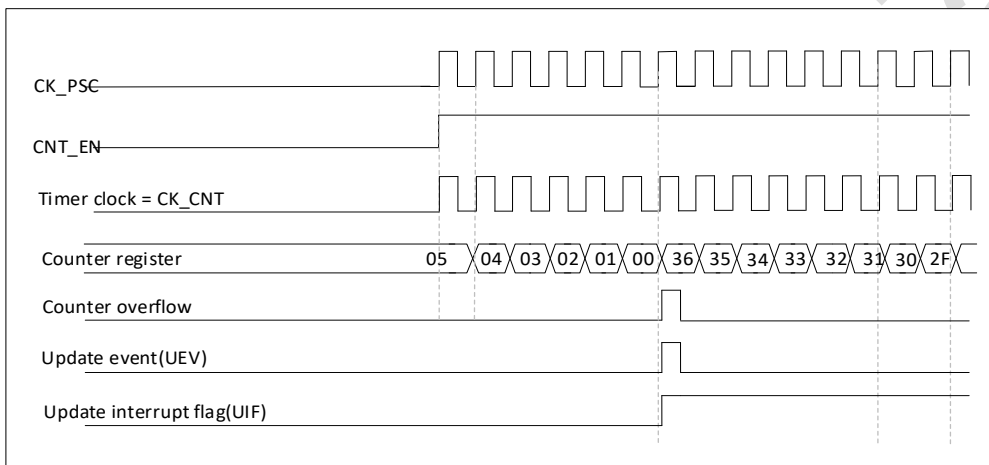 CK_PSC
CNT_EN
Timer clock = CK_CNT
Counter register 05 04 03 02 01 00 36 35 34 33 32 31 30 2F
Counter overflow
Update event(UEV)
Update interrupt flag(UIF)